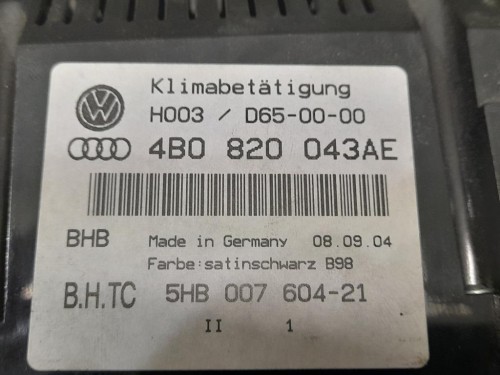 Klimabetätigung
H003 / D65-00-00
4B0 820 043AE
BHB Made in Germany 08.09.04
Farbe:satinschwarz B98
B.H.TC 5HB 007 604-21
II 1